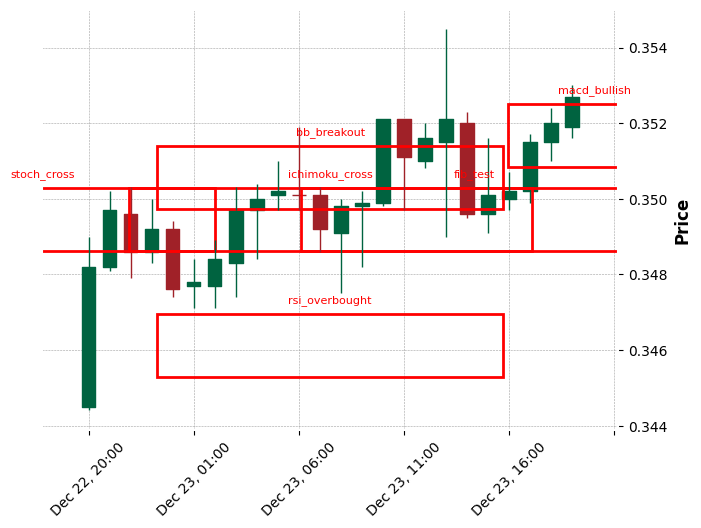 0.354
macd_bullish
0.352
bb_breakout
stoch_cross
ichimoku_cross
0.350
Price
0.348
rsi_overbought
0.346
0.344
Dec 22, 20:00
Dec 23, 01:00
Dec 23, 06:00
Dec 23, 11:00
Dec 23, 16:00